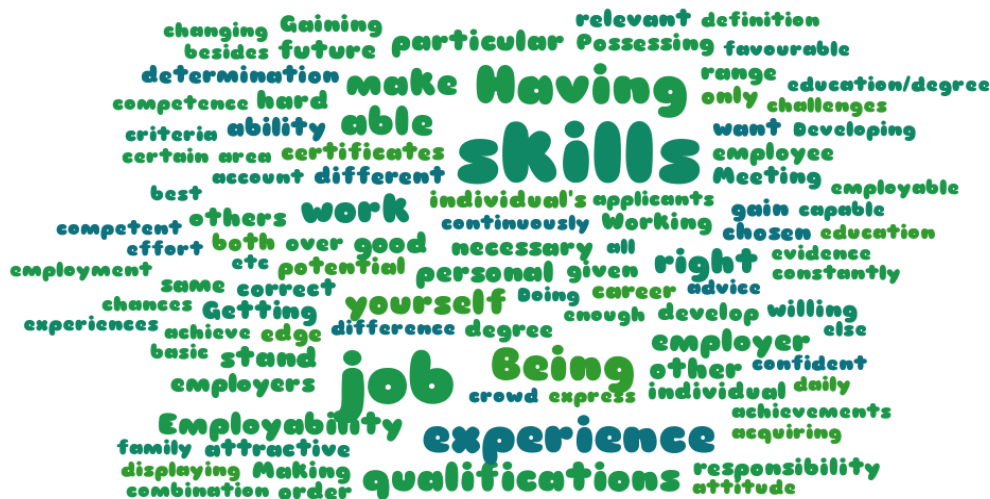 changing Gaining relevant definition
besides future particular Possessing favourable
determination make Having range education/degree
competence hard only challenges
criteria ability able skills want Developing
certain area certificates employee
account different Meeting employable
best individual's applicants
others work gain capable
competent continuously Working chosen education
effort both over good necessary all right evidence
employment etc potential personal given constantly
same correct yourself Doing career advice
chances Getting enough develop willing
experiences achieve edge difference degree else
basic stand employer
employers job Being other confident
crowd express individual daily
Employability achievements
family attractive experience acquiring
displaying Making qualifications responsibility
combination order attitude